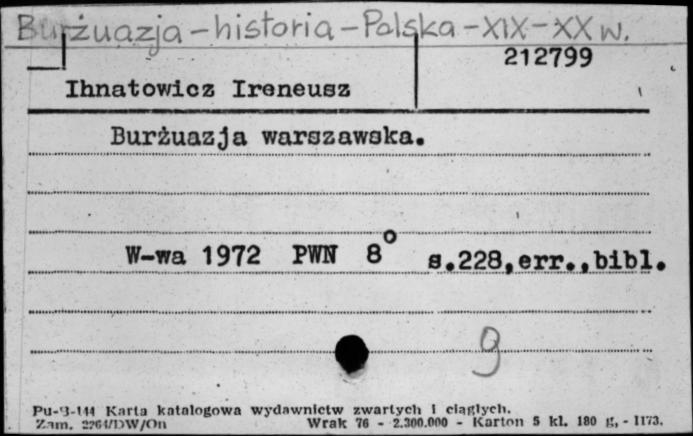 Burżuazja - historia - Polska - XIX - XX w.
212799
Ihnatowicz Ireneusz
Burżuazja warszawska.
W-wa 1972 PWN 8° s.228,err.,bibl.
9
Pu-3-144 Karta katalogowa wydawnictw zwartych i ciągłych.
Zam. 2264/DW/On Wrak 76 - 2.300.000 - Karton 5 kl. 180 g. - 1173.